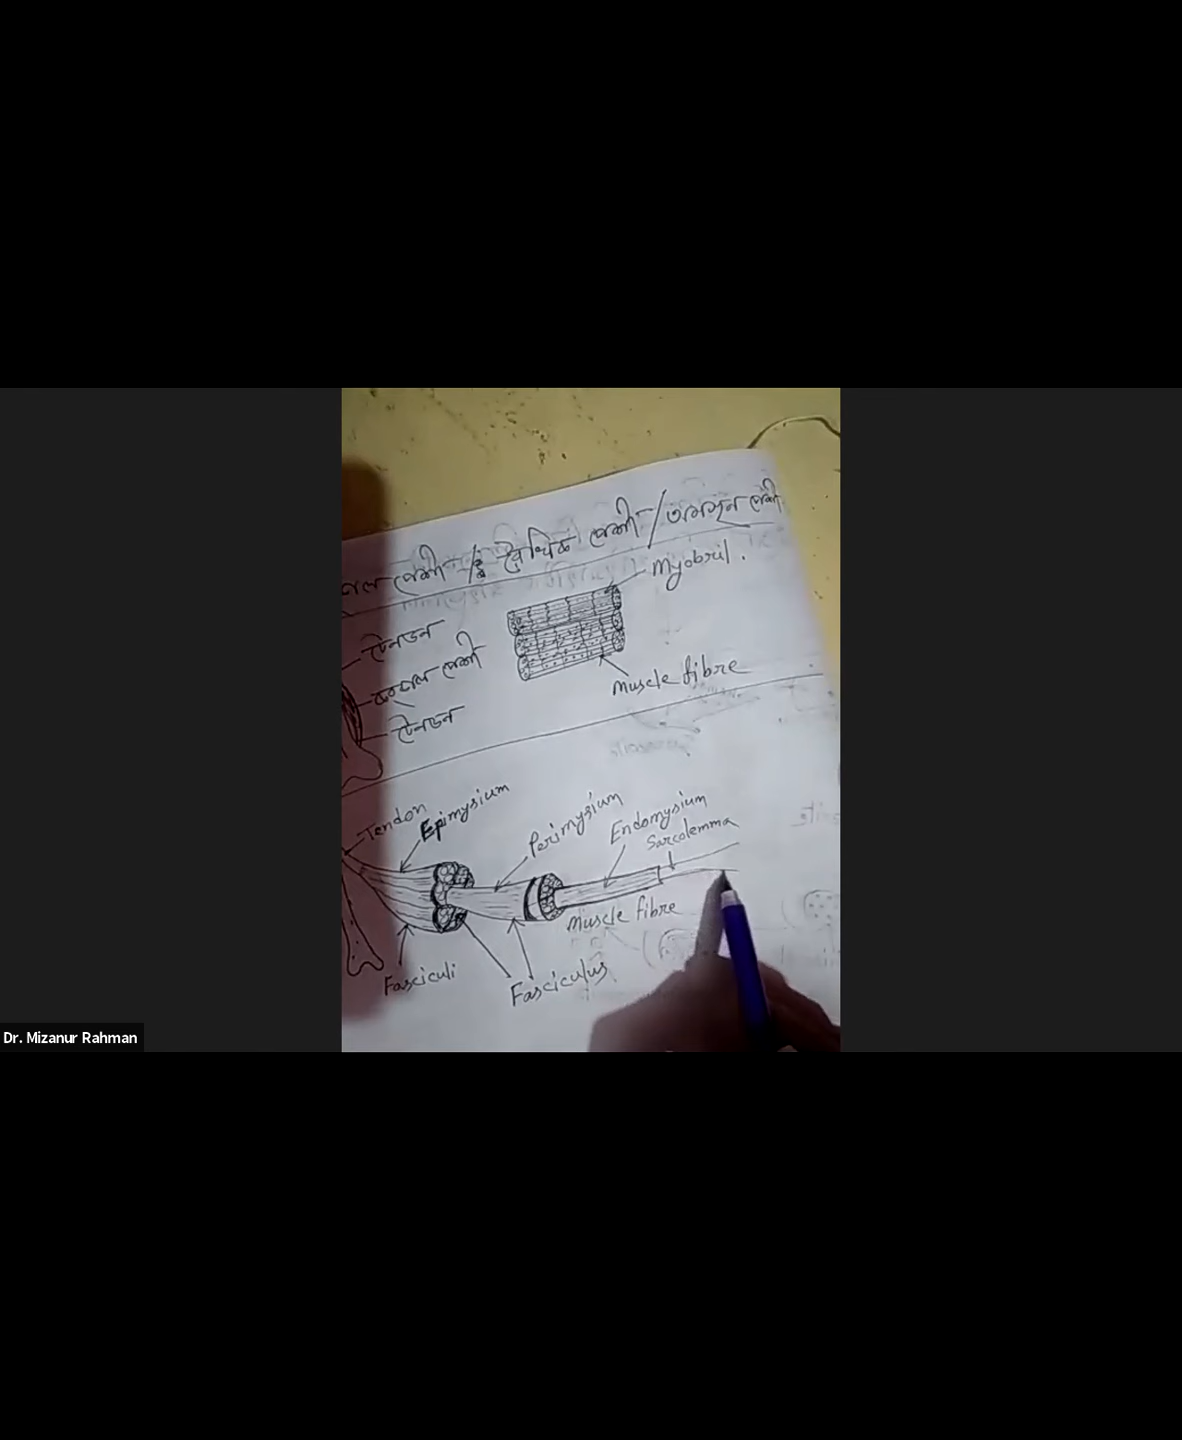 পেশী / ঐচ্ছিক পেশী / অমসৃন পেশী
Myobril.
টেনডন
কঙ্কাল পেশী
Muscle fibre
টেনডন
Tendon
Epimysium
Perimysium
Endomysium
Sarcolemma
Muscle fibre
Fasciculi
Fasciculus
Dr. Mizanur Rahman